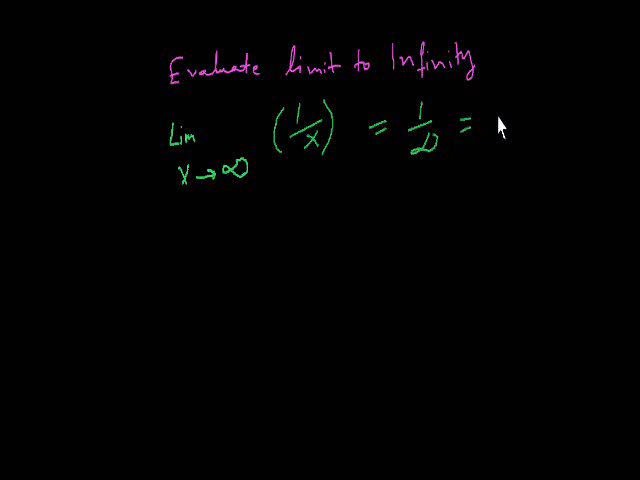 Evaluate limit to Infinity
Lim (1/x) = 1/∞ =
x → ∞